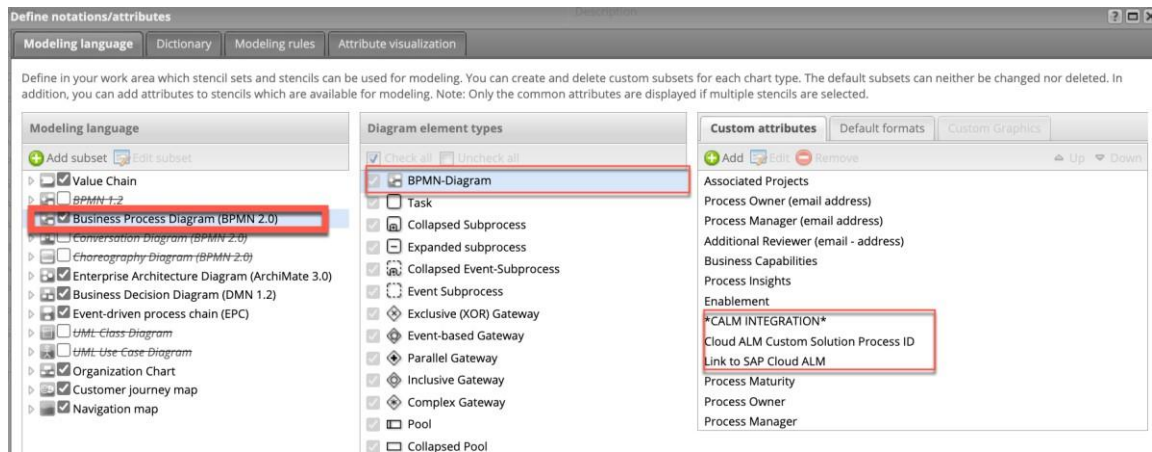 Description
Define notations/attributes
Modeling language
Dictionary
Modeling rules
Attribute visualization
Define in your work area which stencil sets and stencils can be used for modeling. You can create and delete custom subsets for each chart type. The default subsets can neither be changed nor deleted. In
addition, you can add attributes to stencils which are available for modeling. Note: Only the common attributes are displayed if multiple stencils are selected.
Modeling language
Add subset Edit subset
Value Chain
BPMN 1.2
Business Process Diagram (BPMN 2.0)
Conversation Diagram (BPMN 2.0)
Choreography Diagram (BPMN 2.0)
Enterprise Architecture Diagram (ArchiMate 3.0)
Business Decision Diagram (DMN 1.2)
Event-driven process chain (EPC)
UML Class Diagram
UML Use Case Diagram
Organization Chart
Customer journey map
Navigation map
Diagram element types
Check all Uncheck all
BPMN-Diagram
Task
Collapsed Subprocess
Expanded subprocess
Collapsed Event-Subprocess
Event Subprocess
Exclusive (XOR) Gateway
Event-based Gateway
Parallel Gateway
Inclusive Gateway
Complex Gateway
Pool
Collapsed Pool
Custom attributes
Default formats
Custom Graphics
Add Edit Remove Up Down
Associated Projects
Process Owner (email address)
Process Manager (email address)
Additional Reviewer (email - address)
Business Capabilities
Process Insights
Enablement
*CALM INTEGRATION*
Cloud ALM Custom Solution Process ID
Link to SAP Cloud ALM
Process Maturity
Process Owner
Process Manager